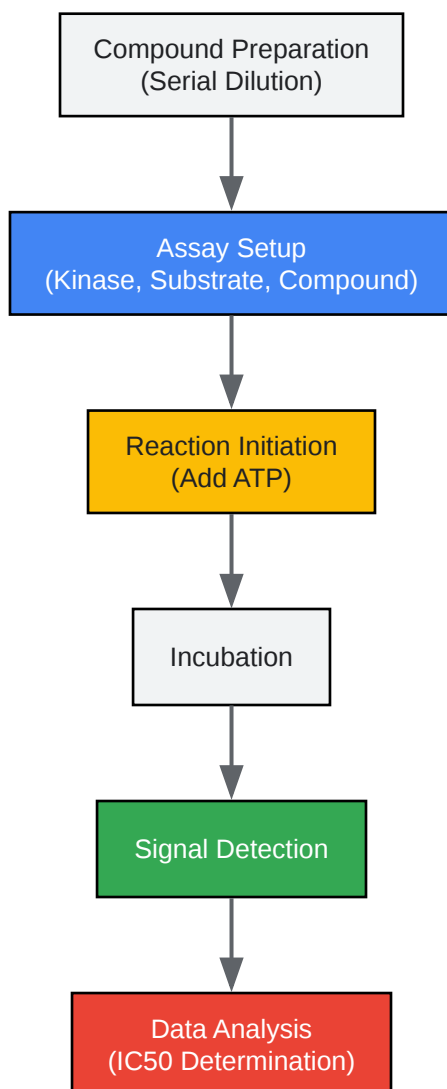 Compound Preparation
(Serial Dilution)
Assay Setup
(Kinase, Substrate, Compound)
Reaction Initiation
(Add ATP)
Incubation
Signal Detection
Data Analysis
(IC50 Determination)